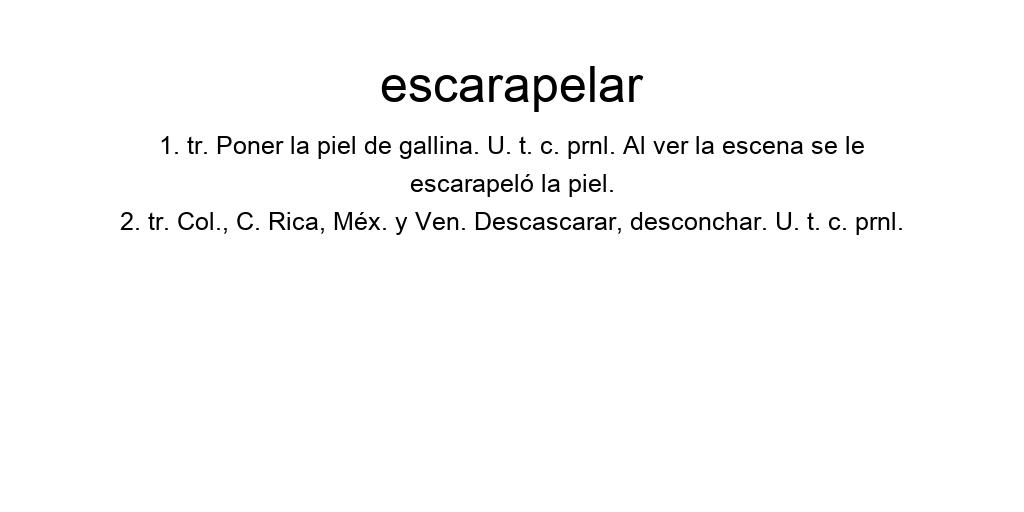 escarapelar
1. tr. Poner la piel de gallina. U. t. c. prnl. Al ver la escena se le
escarapeló la piel.
2. tr. Col., C. Rica, Méx. y Ven. Descascarar, desconchar. U. t. c. prnl.